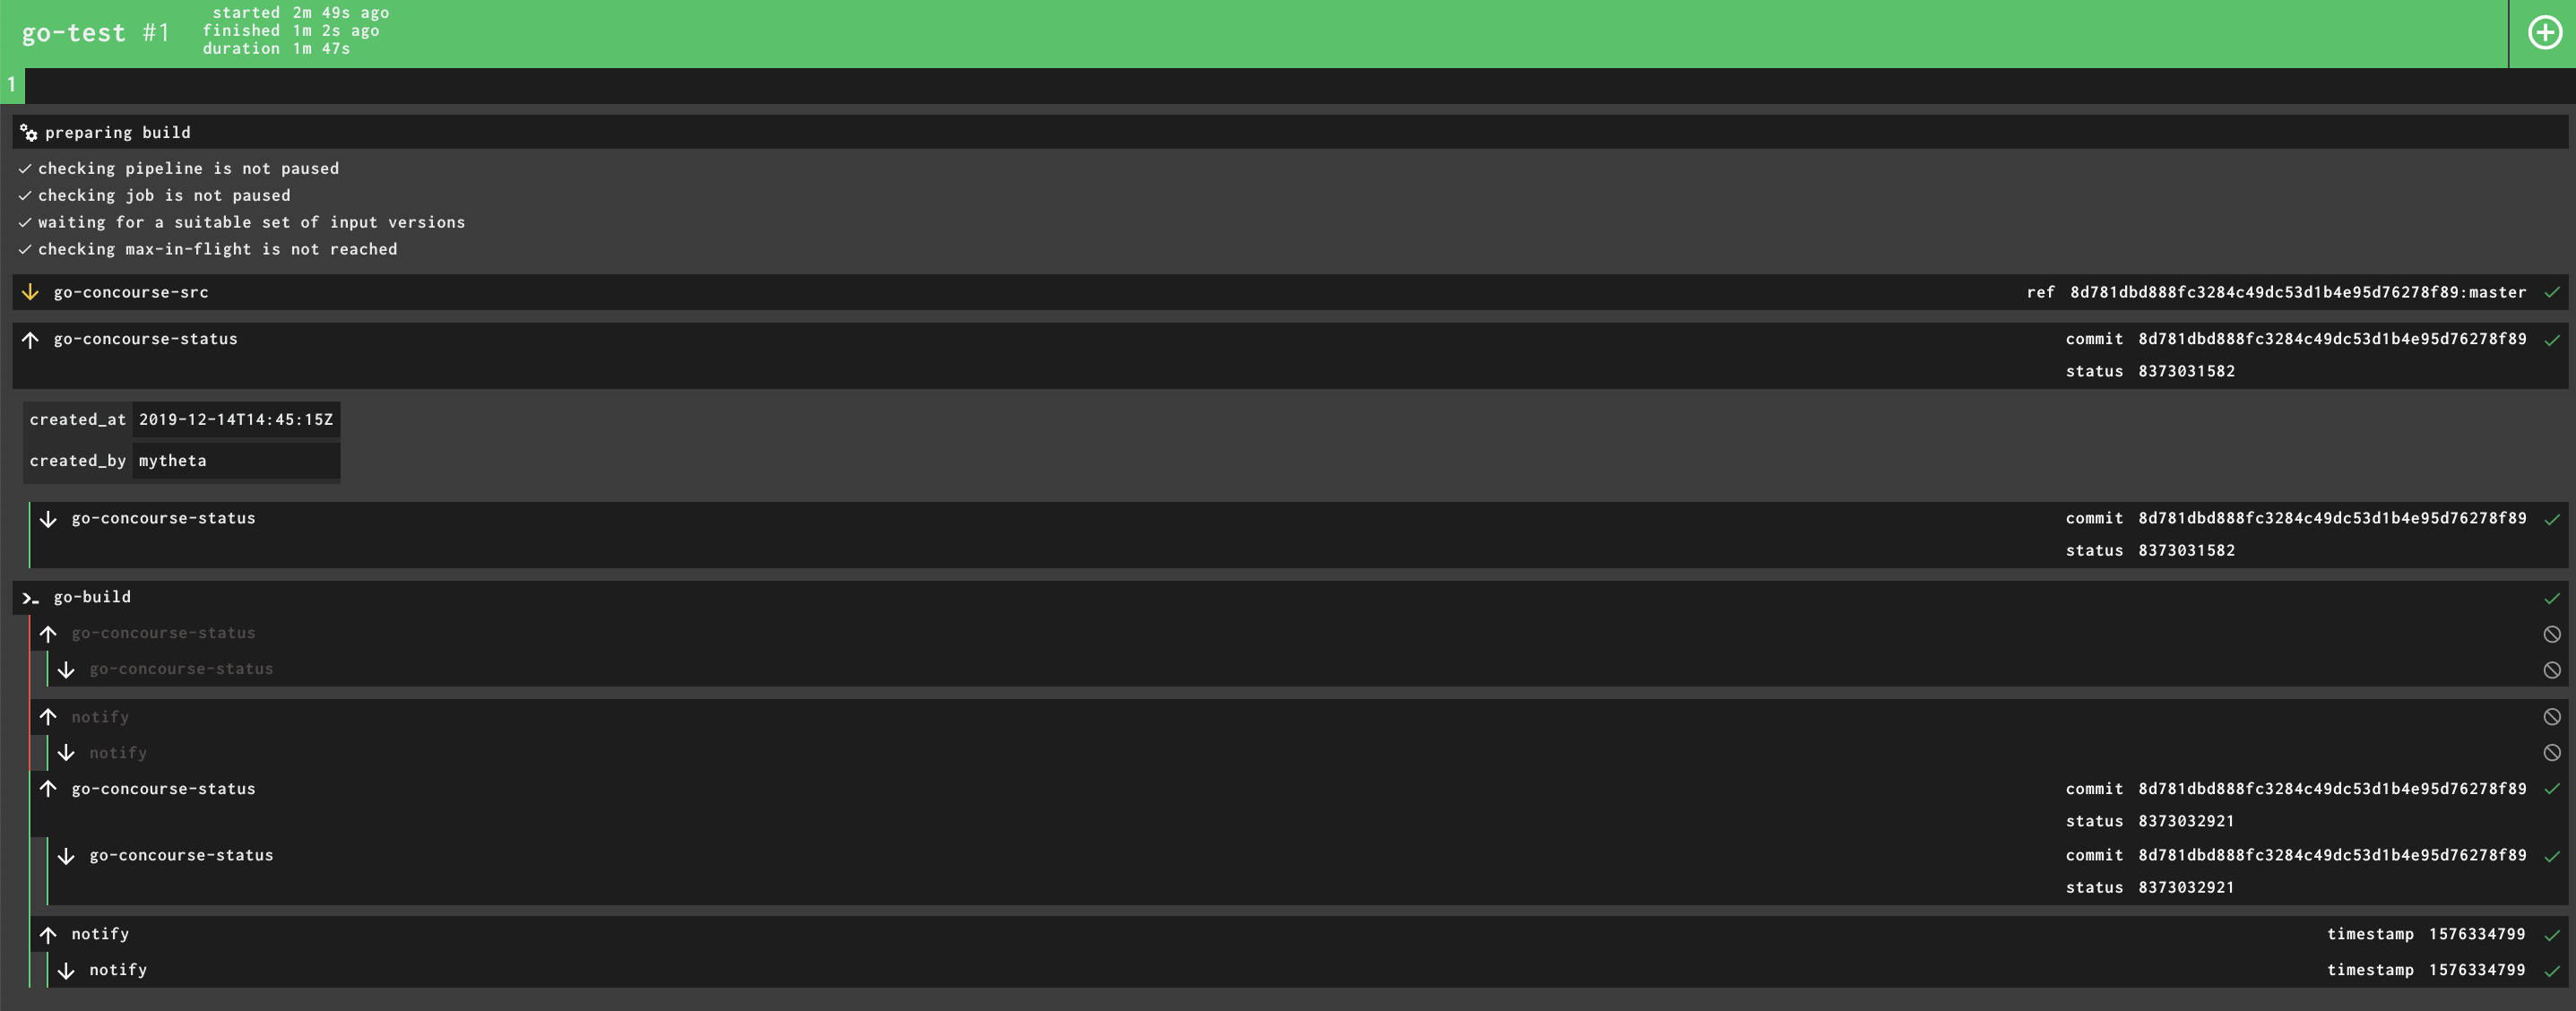 go-test #1
started 2m 49s ago
finished 1m 2s ago
duration 1m 47s
1
preparing build
checking pipeline is not paused
checking job is not paused
waiting for a suitable set of input versions
checking max-in-flight is not reached
go-concourse-src ref 8d781dbd888fc3284c49dc53d1b4e95d76278f89:master
go-concourse-status commit 8d781dbd888fc3284c49dc53d1b4e95d76278f89
status 8373031582
created_at 2019-12-14T14:45:15Z
created_by mytheta
go-concourse-status commit 8d781dbd888fc3284c49dc53d1b4e95d76278f89
status 8373031582
go-build
go-concourse-status
go-concourse-status
notify
notify
go-concourse-status commit 8d781dbd888fc3284c49dc53d1b4e95d76278f89
status 8373032921
go-concourse-status commit 8d781dbd888fc3284c49dc53d1b4e95d76278f89
status 8373032921
notify timestamp 1576334799
notify timestamp 1576334799